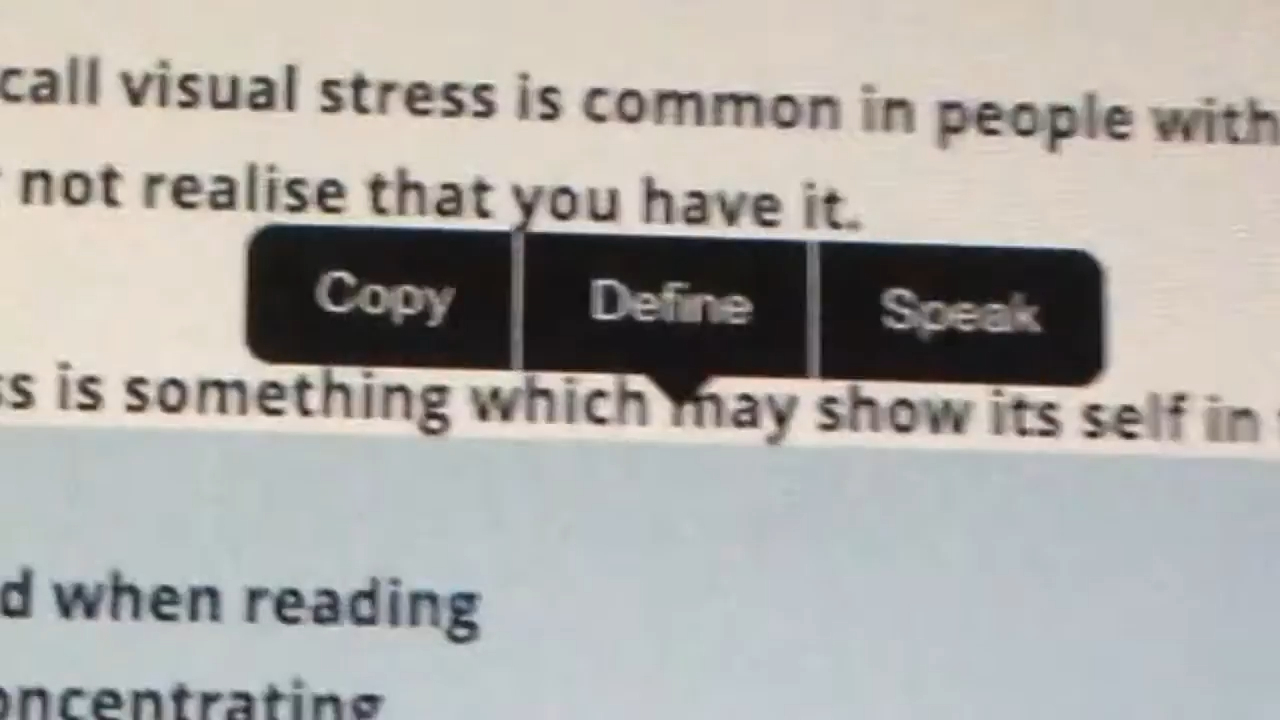 call visual stress is common in people with
not realise that you have it.
Copy Define Speak
s is something which may show its self in
d when reading
oncentrating